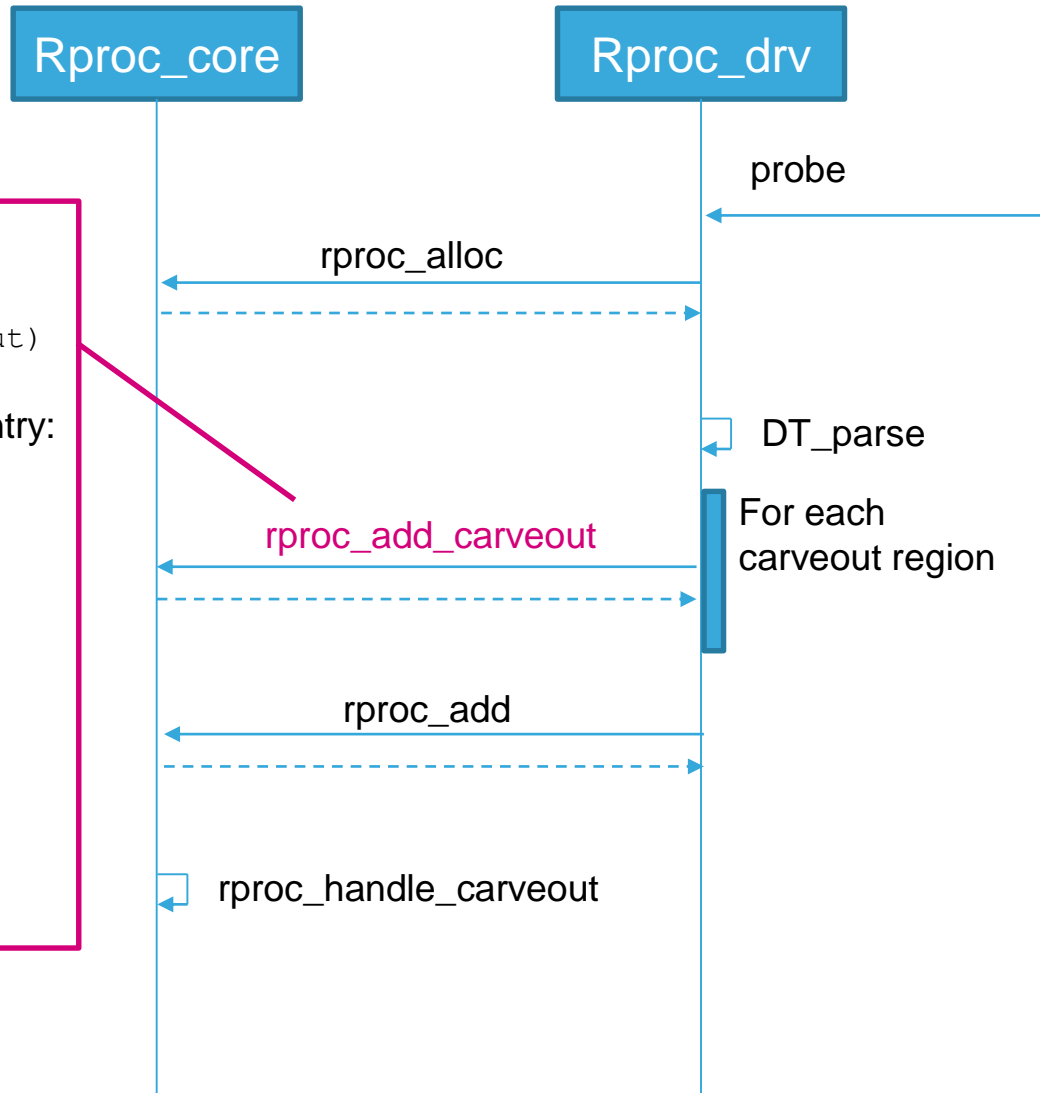 Rproc_core
Rproc_drv
probe
rproc_alloc
DT_parse
For each
carveout region
rproc_add_carveout
rproc_add
rproc_handle_carveout